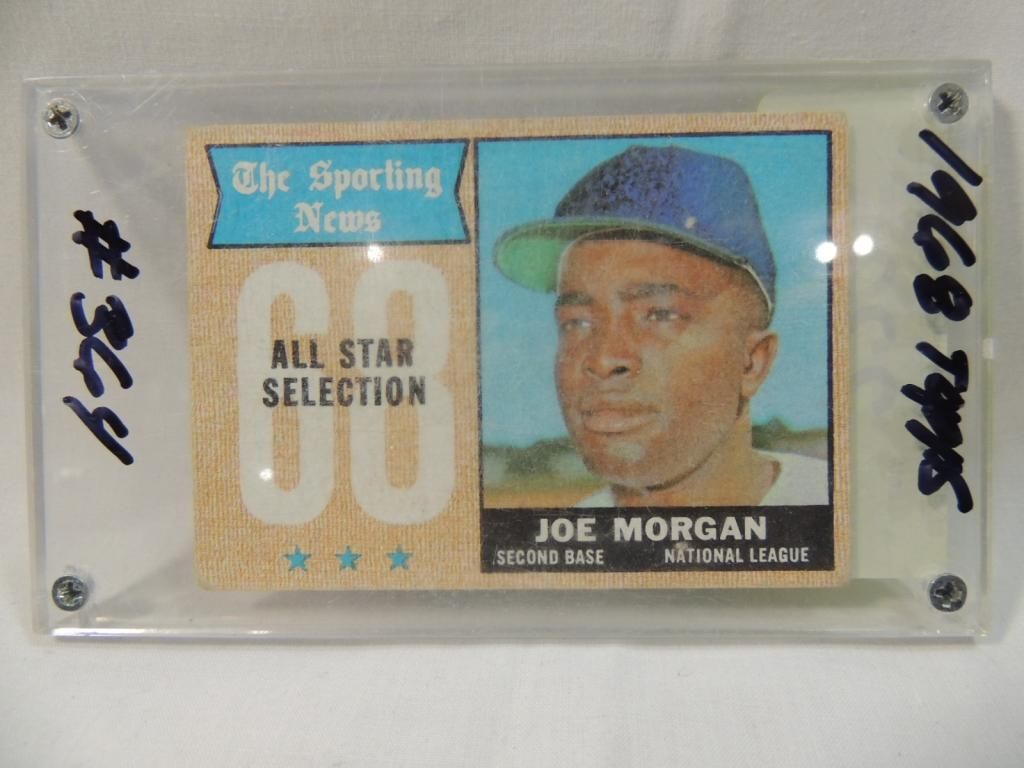 #364
The Sporting
News
68
ALL STAR
SELECTION
JOE MORGAN
SECOND BASE NATIONAL LEAGUE
1968 Topps